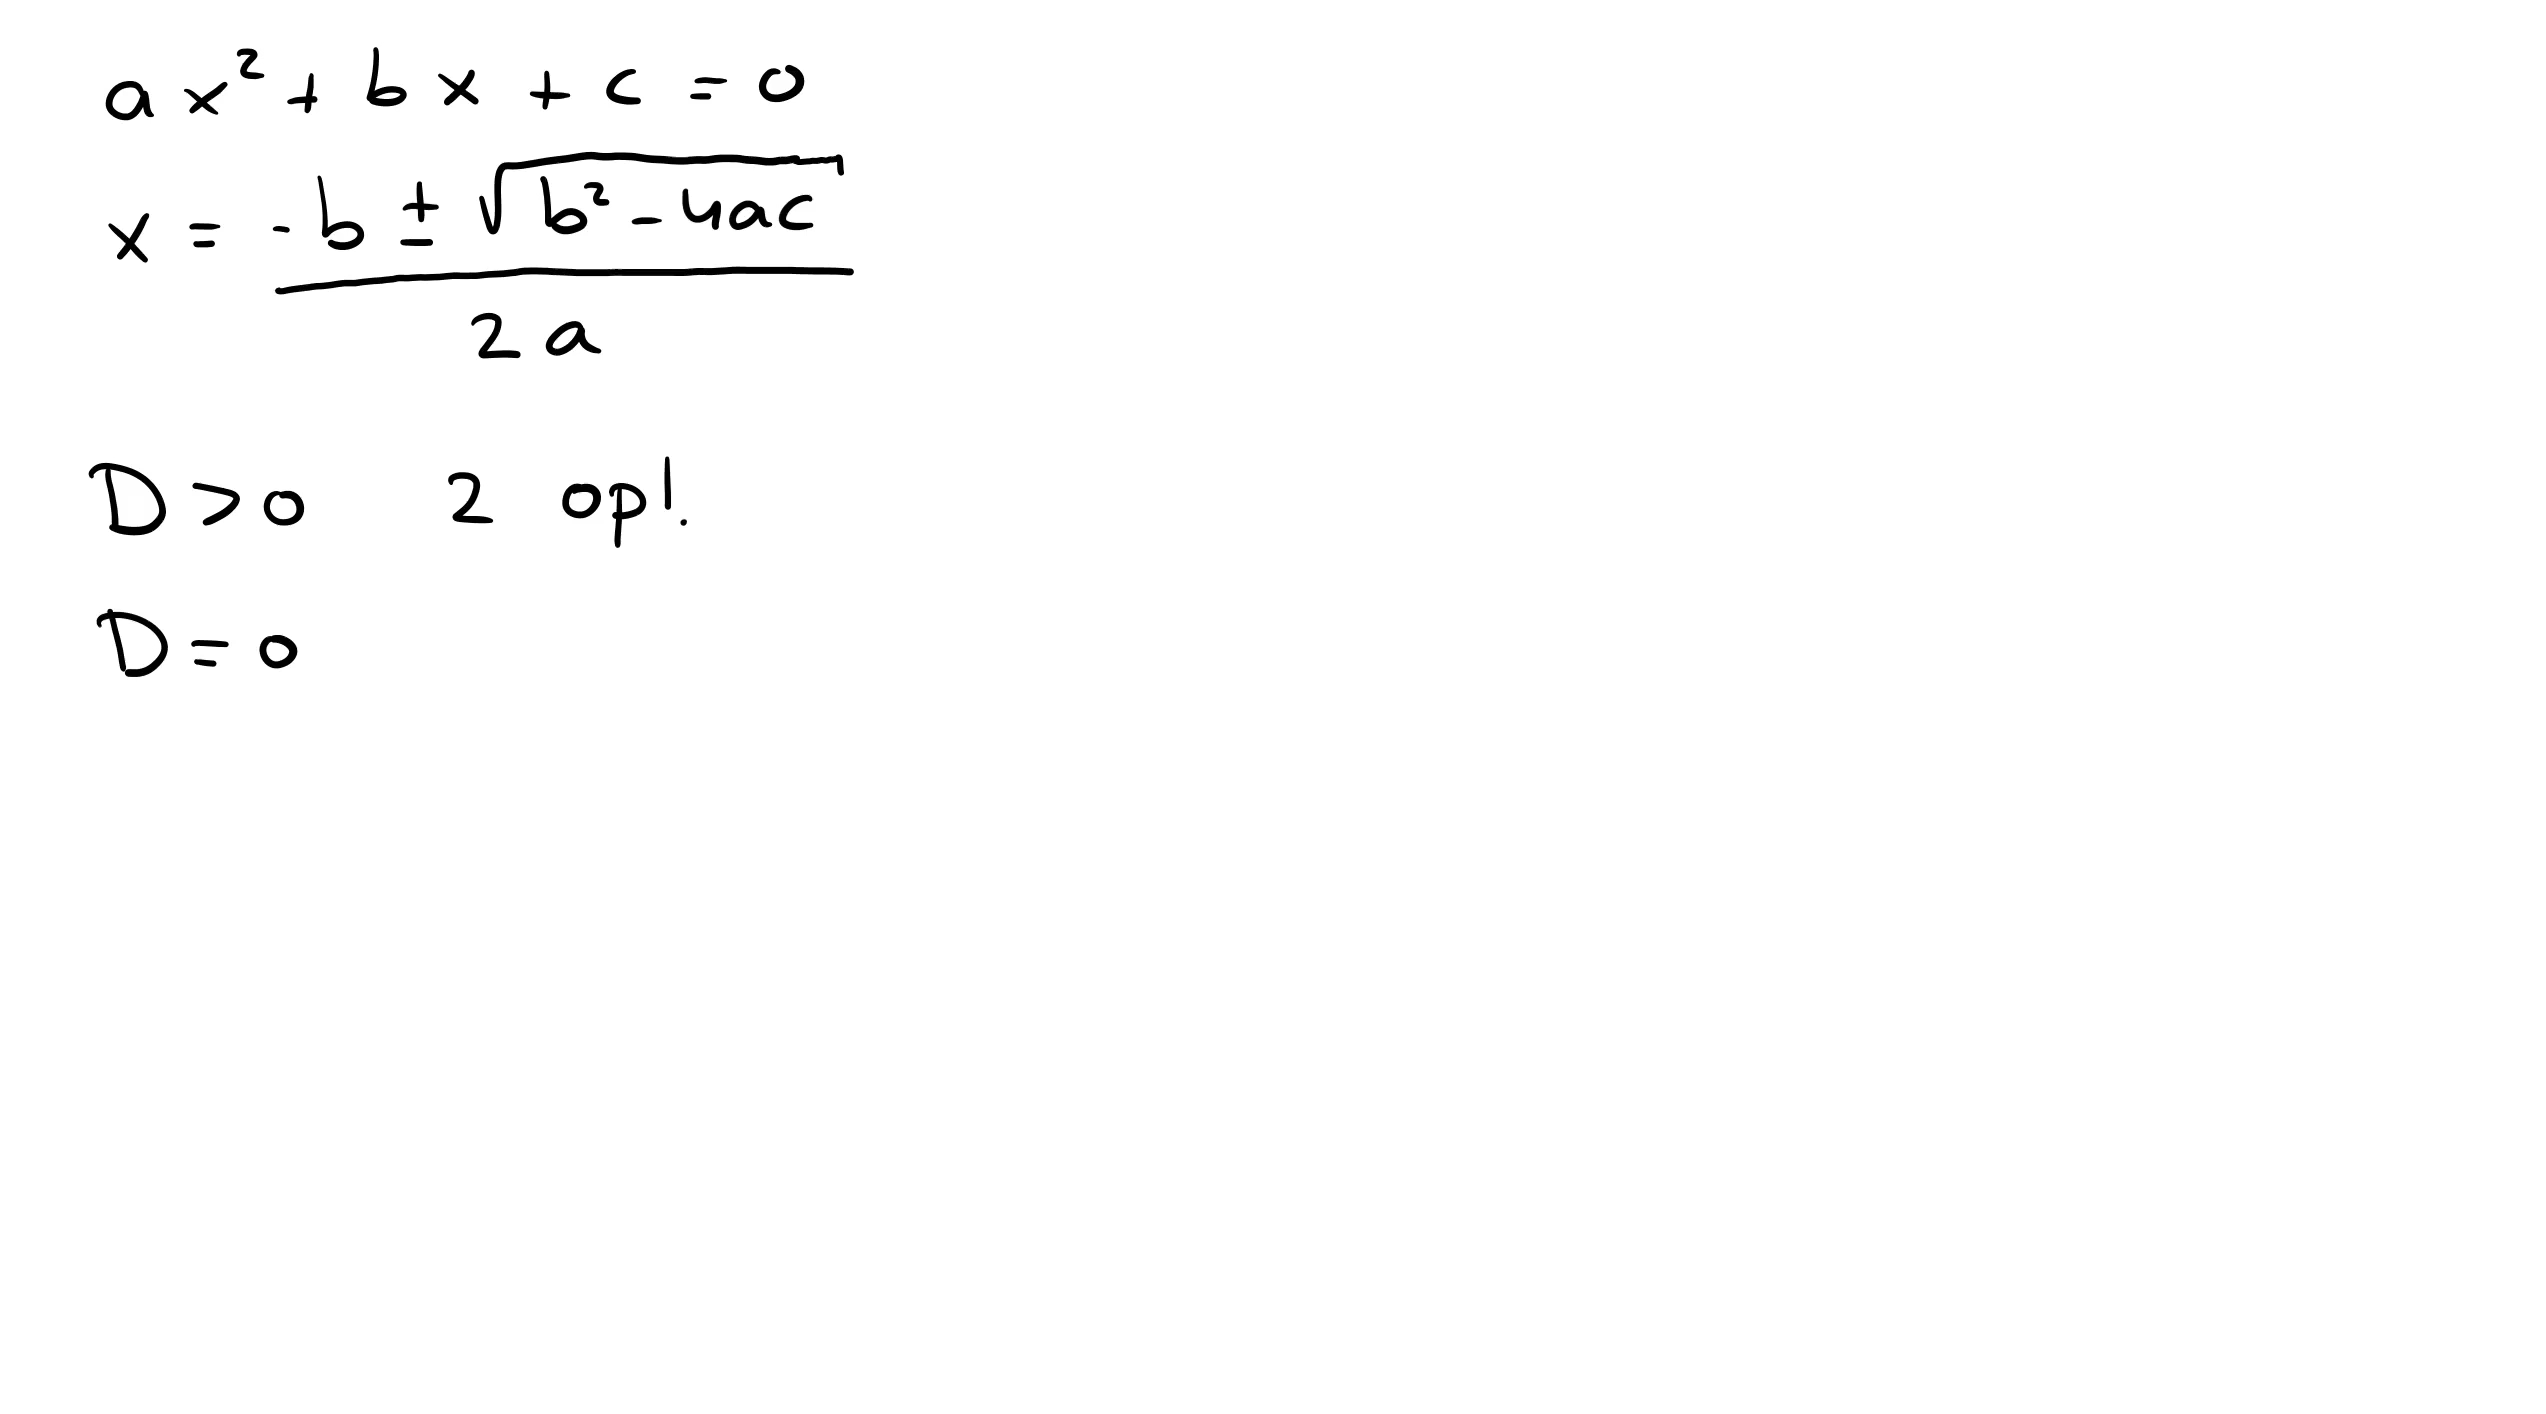 ax² + bx + c = 0
x = -b ± √(b² - 4ac)
2a
D > 0 2 opl.
D = 0